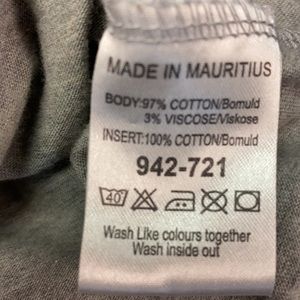 MADE IN MAURITIUS
BODY:97% COTTON/Bomuld
3% VISCOSE/Viskose
INSERT:100% COTTON/Bomuld
942-721
40
Wash Like colours together
Wash inside out